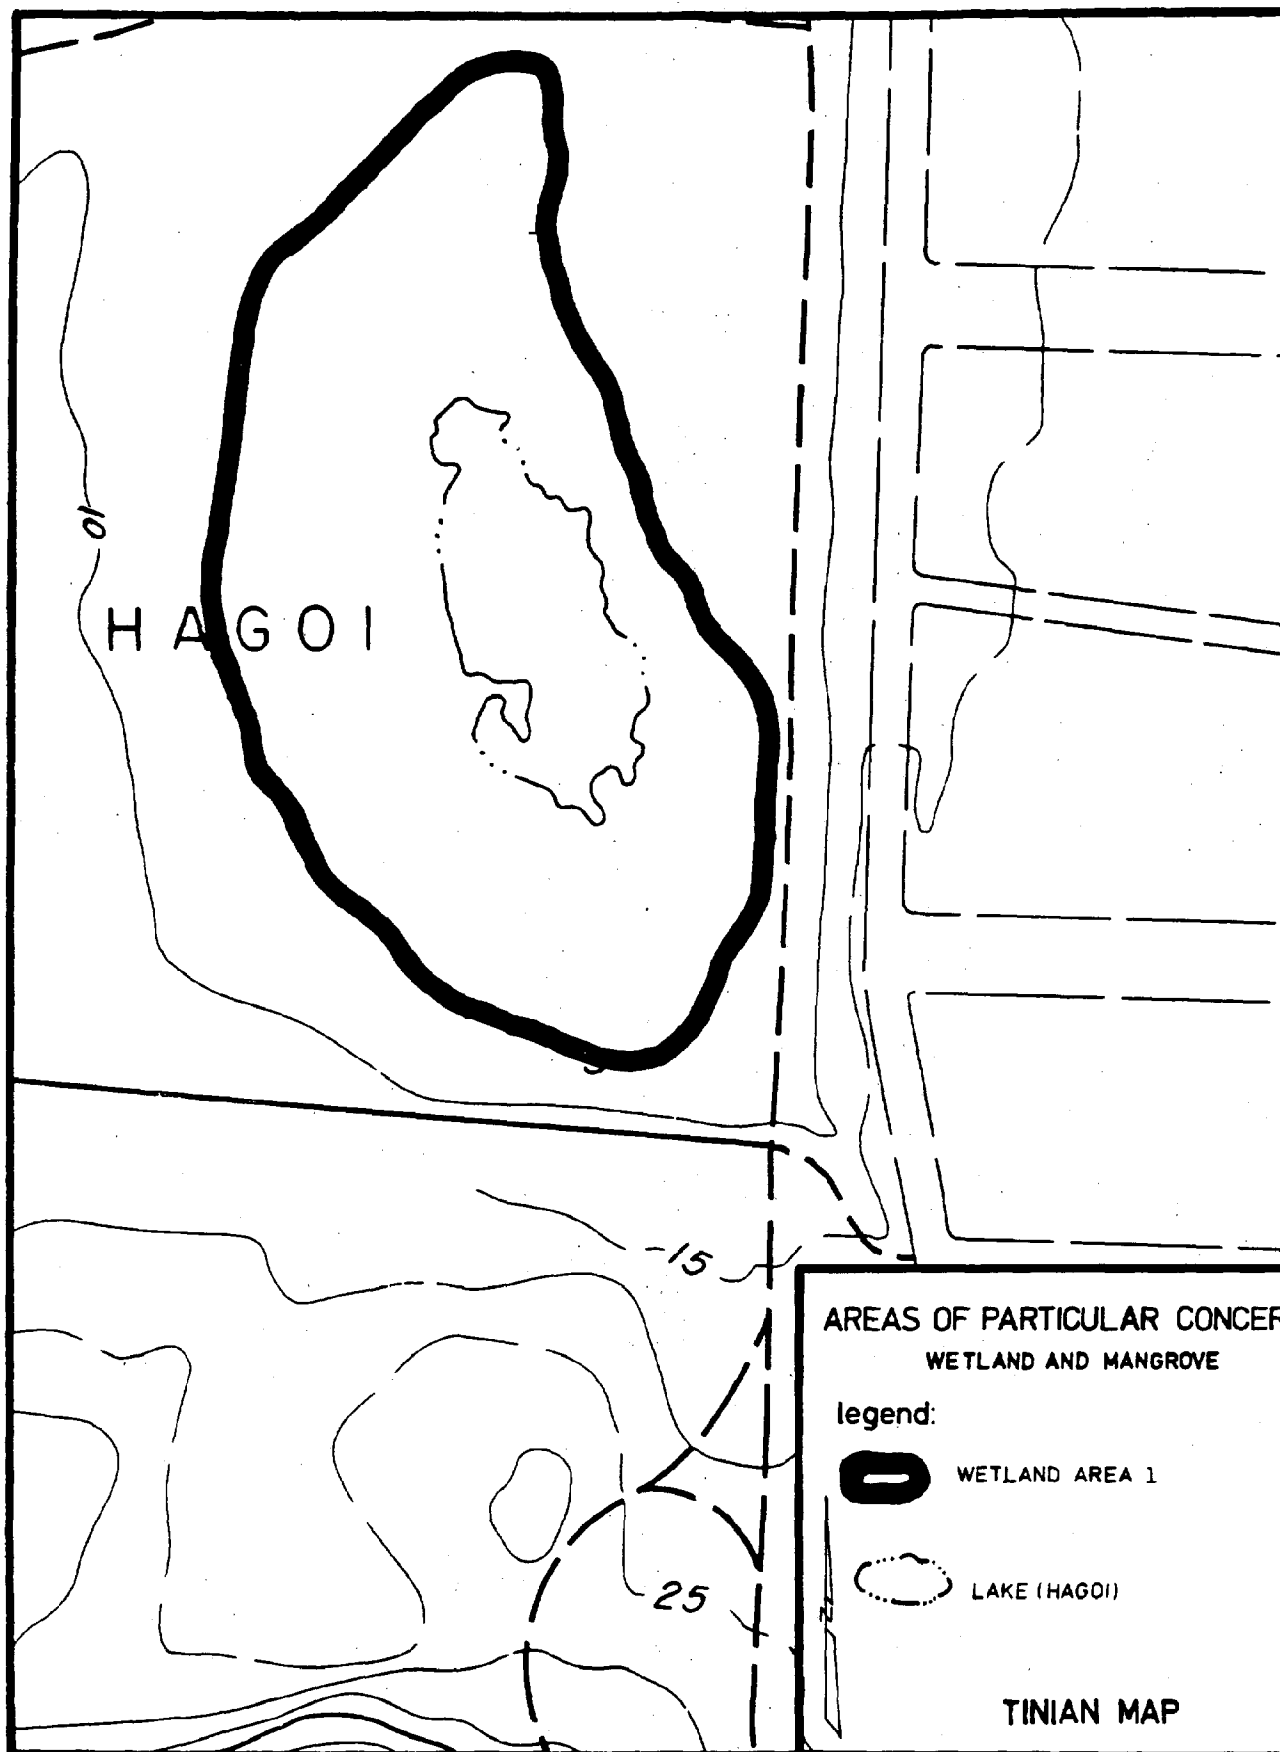 10
HAGOI
-15
AREAS OF PARTICULAR CONCER
WETLAND AND MANGROVE
legend:
WETLAND AREA 1
LAKE (HAGOI)
25
TINIAN MAP